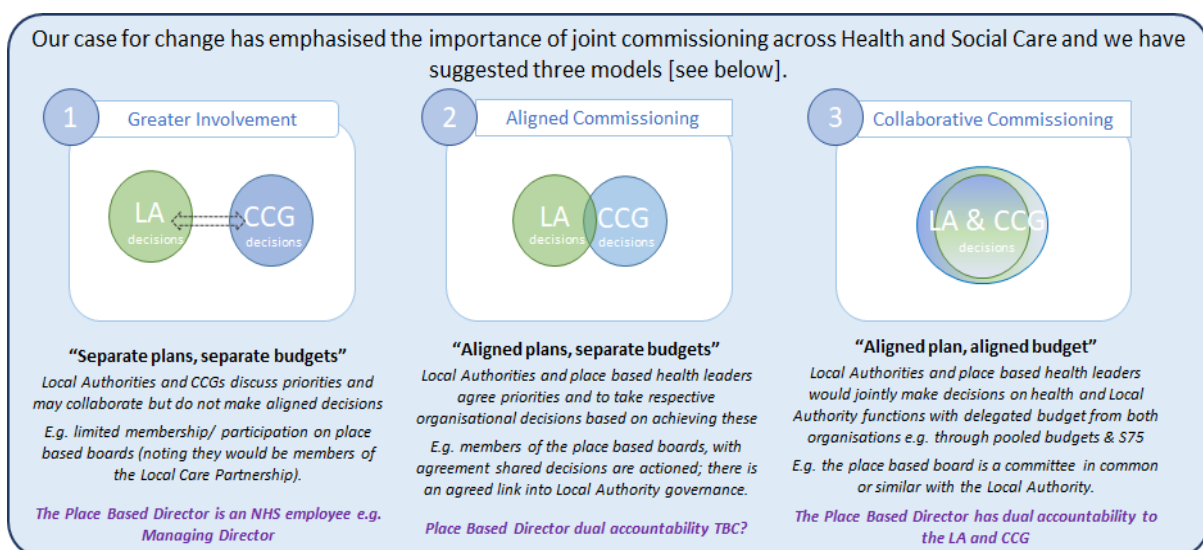 Our case for change has emphasised the importance of joint commissioning across Health and Social Care and we have
suggested three models [see below].
1
Greater Involvement
LA
decisions
CCG
decisions
"Separate plans, separate budgets"
Local Authorities and CCGs discuss priorities and
may collaborate but do not make aligned decisions
E.g. limited membership/ participation on place
based boards (noting they would be members of
the Local Care Partnership).
The Place Based Director is an NHS employee e.g.
Managing Director
2
Aligned Commissioning
LA
decisions
CCG
decisions
"Aligned plans, separate budgets"
Local Authorities and place based health leaders
agree priorities and to take respective
organisational decisions based on achieving these
E.g. members of the place based boards, with
agreement shared decisions are actioned; there is
an agreed link into Local Authority governance.
Place Based Director dual accountability TBC?
3
Collaborative Commissioning
LA & CCG
decisions
"Aligned plan, aligned budget"
Local Authorities and place based health leaders
would jointly make decisions on health and Local
Authority functions with delegated budget from both
organisations e.g. through pooled budgets & S75
E.g. the place based board is a committee in common
or similar with the Local Authority.
The Place Based Director has dual accountability to
the LA and CCG